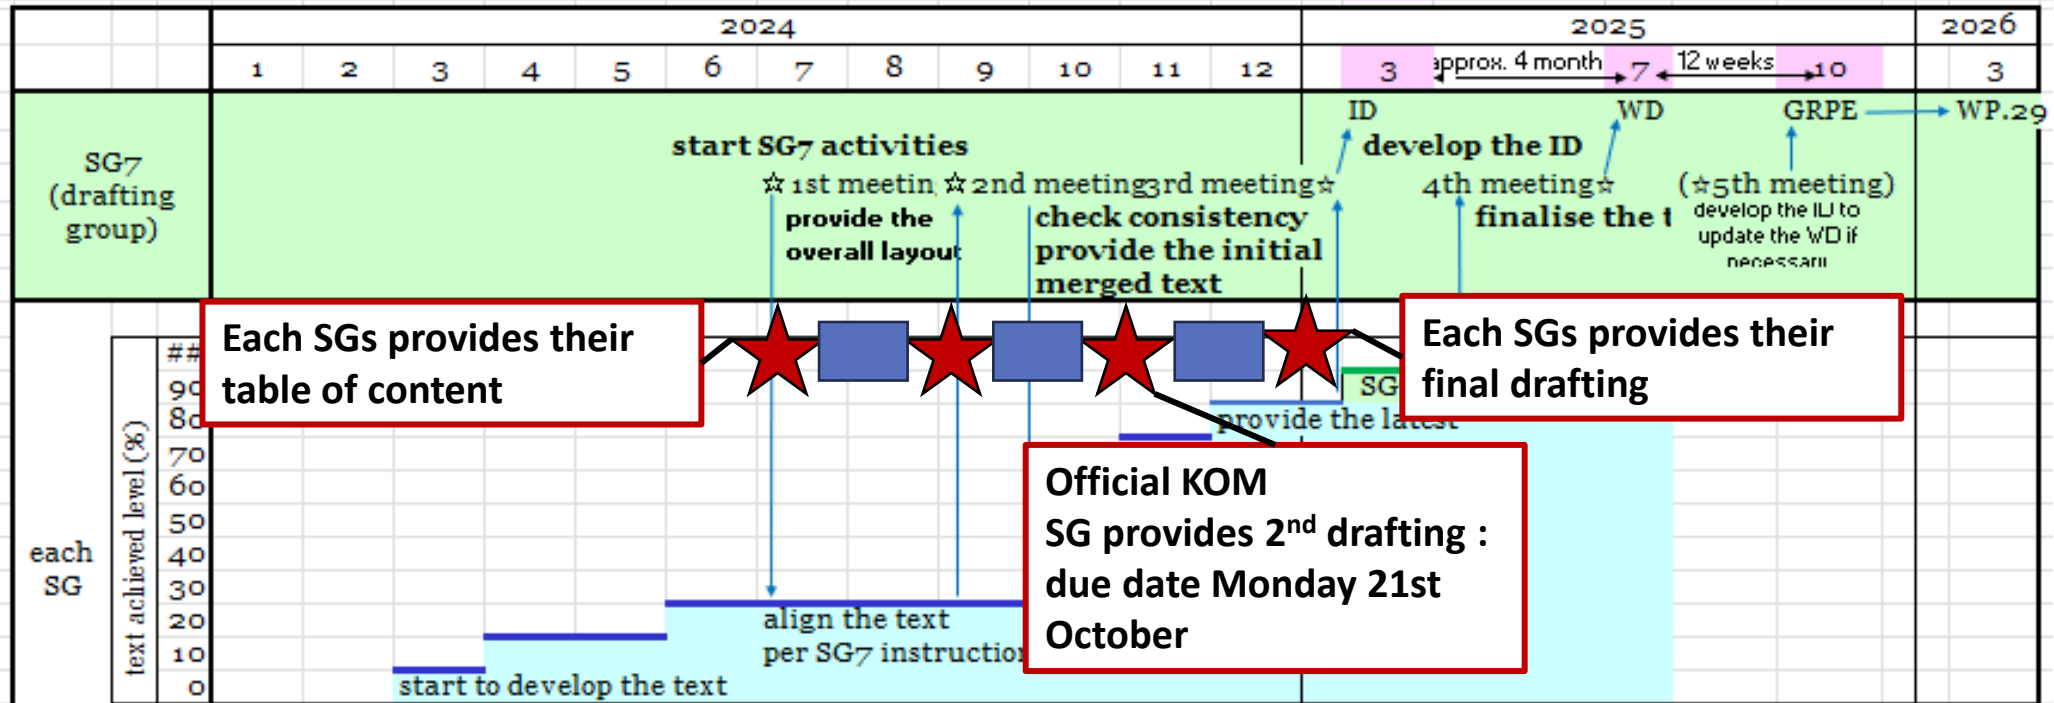 2024 2025 2026
1 2 3 4 5 6 7 8 9 10 11 12 3 approx. 4 month 7 12 weeks 10 3
SG7
(drafting
group)
ID WD GRPE WP.29
start SG7 activities develop the ID
☆ 1st meetin ☆ 2nd meeting 3rd meeting ☆ 4th meeting ☆ (☆5th meeting)
provide the
overall layout
check consistency
provide the initial
merged text
finalise the t
develop the ID to
update the WD if
necessary
Each SGs provides their
table of content
Each SGs provides their
final drafting
each
SG
text achieved level (%)
##
90
80
70
60
50
40
30
20
10
0
SG
provide the latest
Official KOM
SG provides 2nd drafting :
due date Monday 21st
October
align the text
per SG7 instruction
start to develop the text